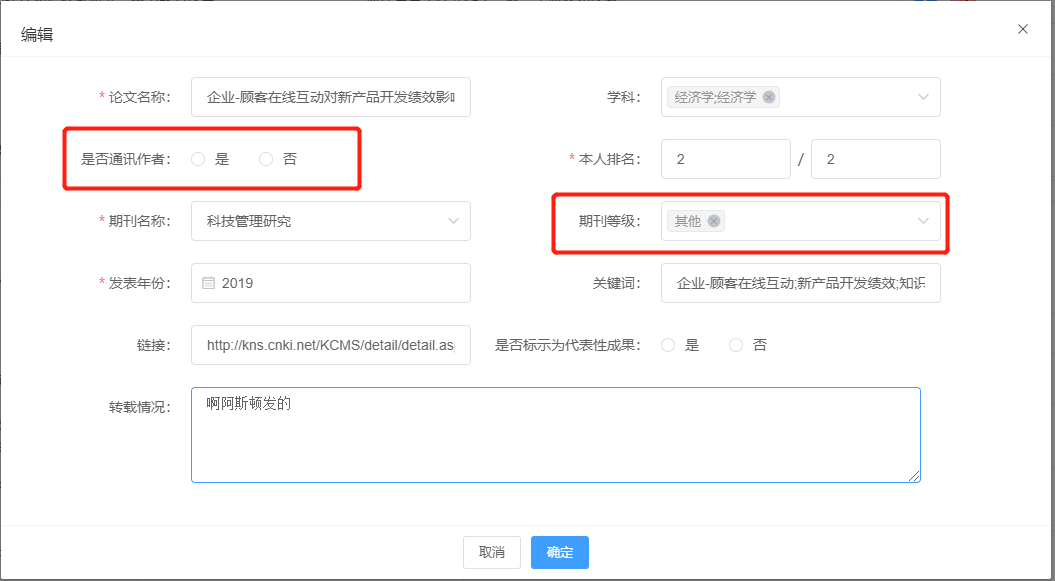 编辑
* 论文名称： 企业-顾客在线互动对新产品开发绩效影
学科： 经济学;经济学
是否通讯作者： 是 否
* 本人排名： 2 / 2
* 期刊名称： 科技管理研究
期刊等级： 其他
* 发表年份： 2019
关键词： 企业-顾客在线互动;新产品开发绩效;知识
链接： http://kns.cnki.net/KCMS/detail/detail.as
是否标示为代表性成果： 是 否
转载情况： 啊阿斯顿发的
取消 确定